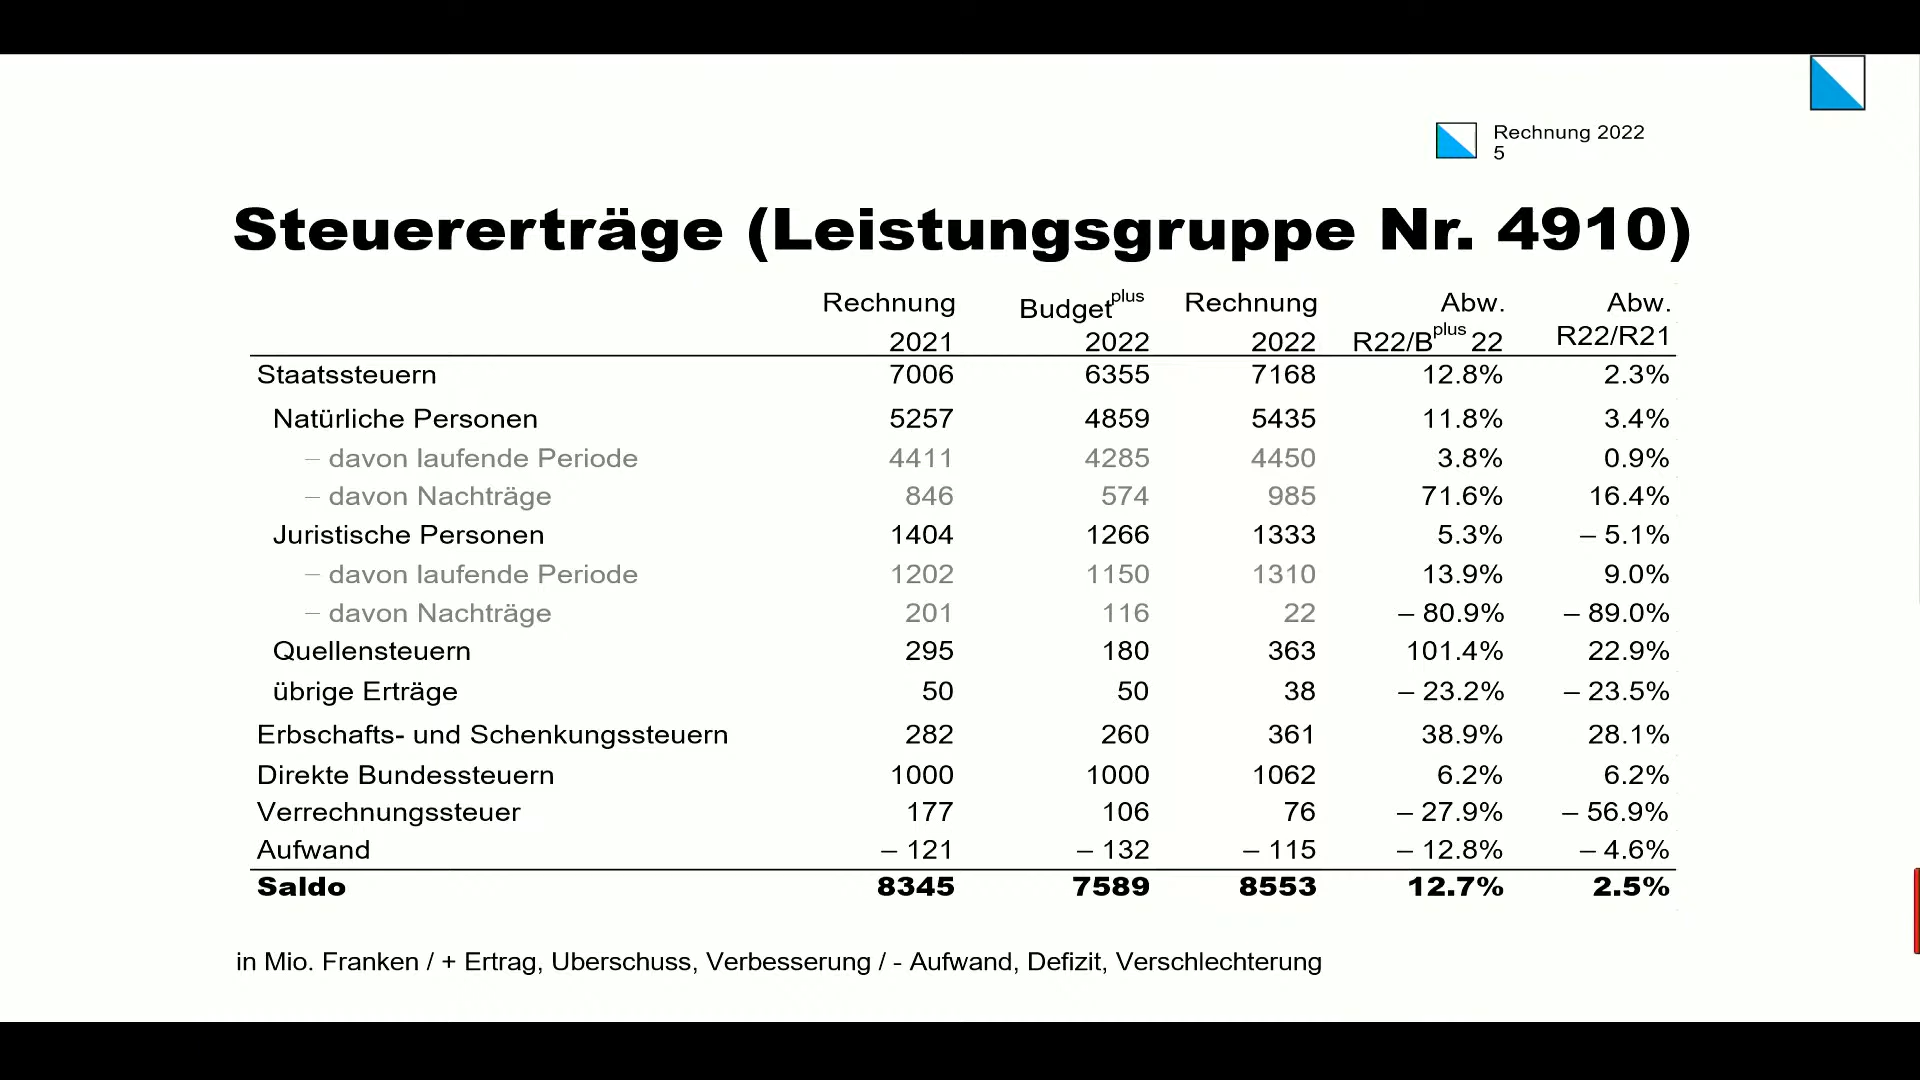 Rechnung 2022
5
Steuererträge (Leistungsgruppe Nr. 4910)
Rechnung Budgetplus Rechnung Abw. Abw.
2021 2022 2022 R22/Bplus 22 R22/R21
Staatssteuern 7006 6355 7168 12.8% 2.3%
Natürliche Personen 5257 4859 5435 11.8% 3.4%
– davon laufende Periode 4411 4285 4450 3.8% 0.9%
– davon Nachträge 846 574 985 71.6% 16.4%
Juristische Personen 1404 1266 1333 5.3% – 5.1%
– davon laufende Periode 1202 1150 1310 13.9% 9.0%
– davon Nachträge 201 116 22 – 80.9% – 89.0%
Quellensteuern 295 180 363 101.4% 22.9%
übrige Erträge 50 50 38 – 23.2% – 23.5%
Erbschafts- und Schenkungssteuern 282 260 361 38.9% 28.1%
Direkte Bundessteuern 1000 1000 1062 6.2% 6.2%
Verrechnungssteuer 177 106 76 – 27.9% – 56.9%
Aufwand – 121 – 132 – 115 – 12.8% – 4.6%
Saldo 8345 7589 8553 12.7% 2.5%
in Mio. Franken / + Ertrag, Uberschuss, Verbesserung / - Aufwand, Defizit, Verschlechterung